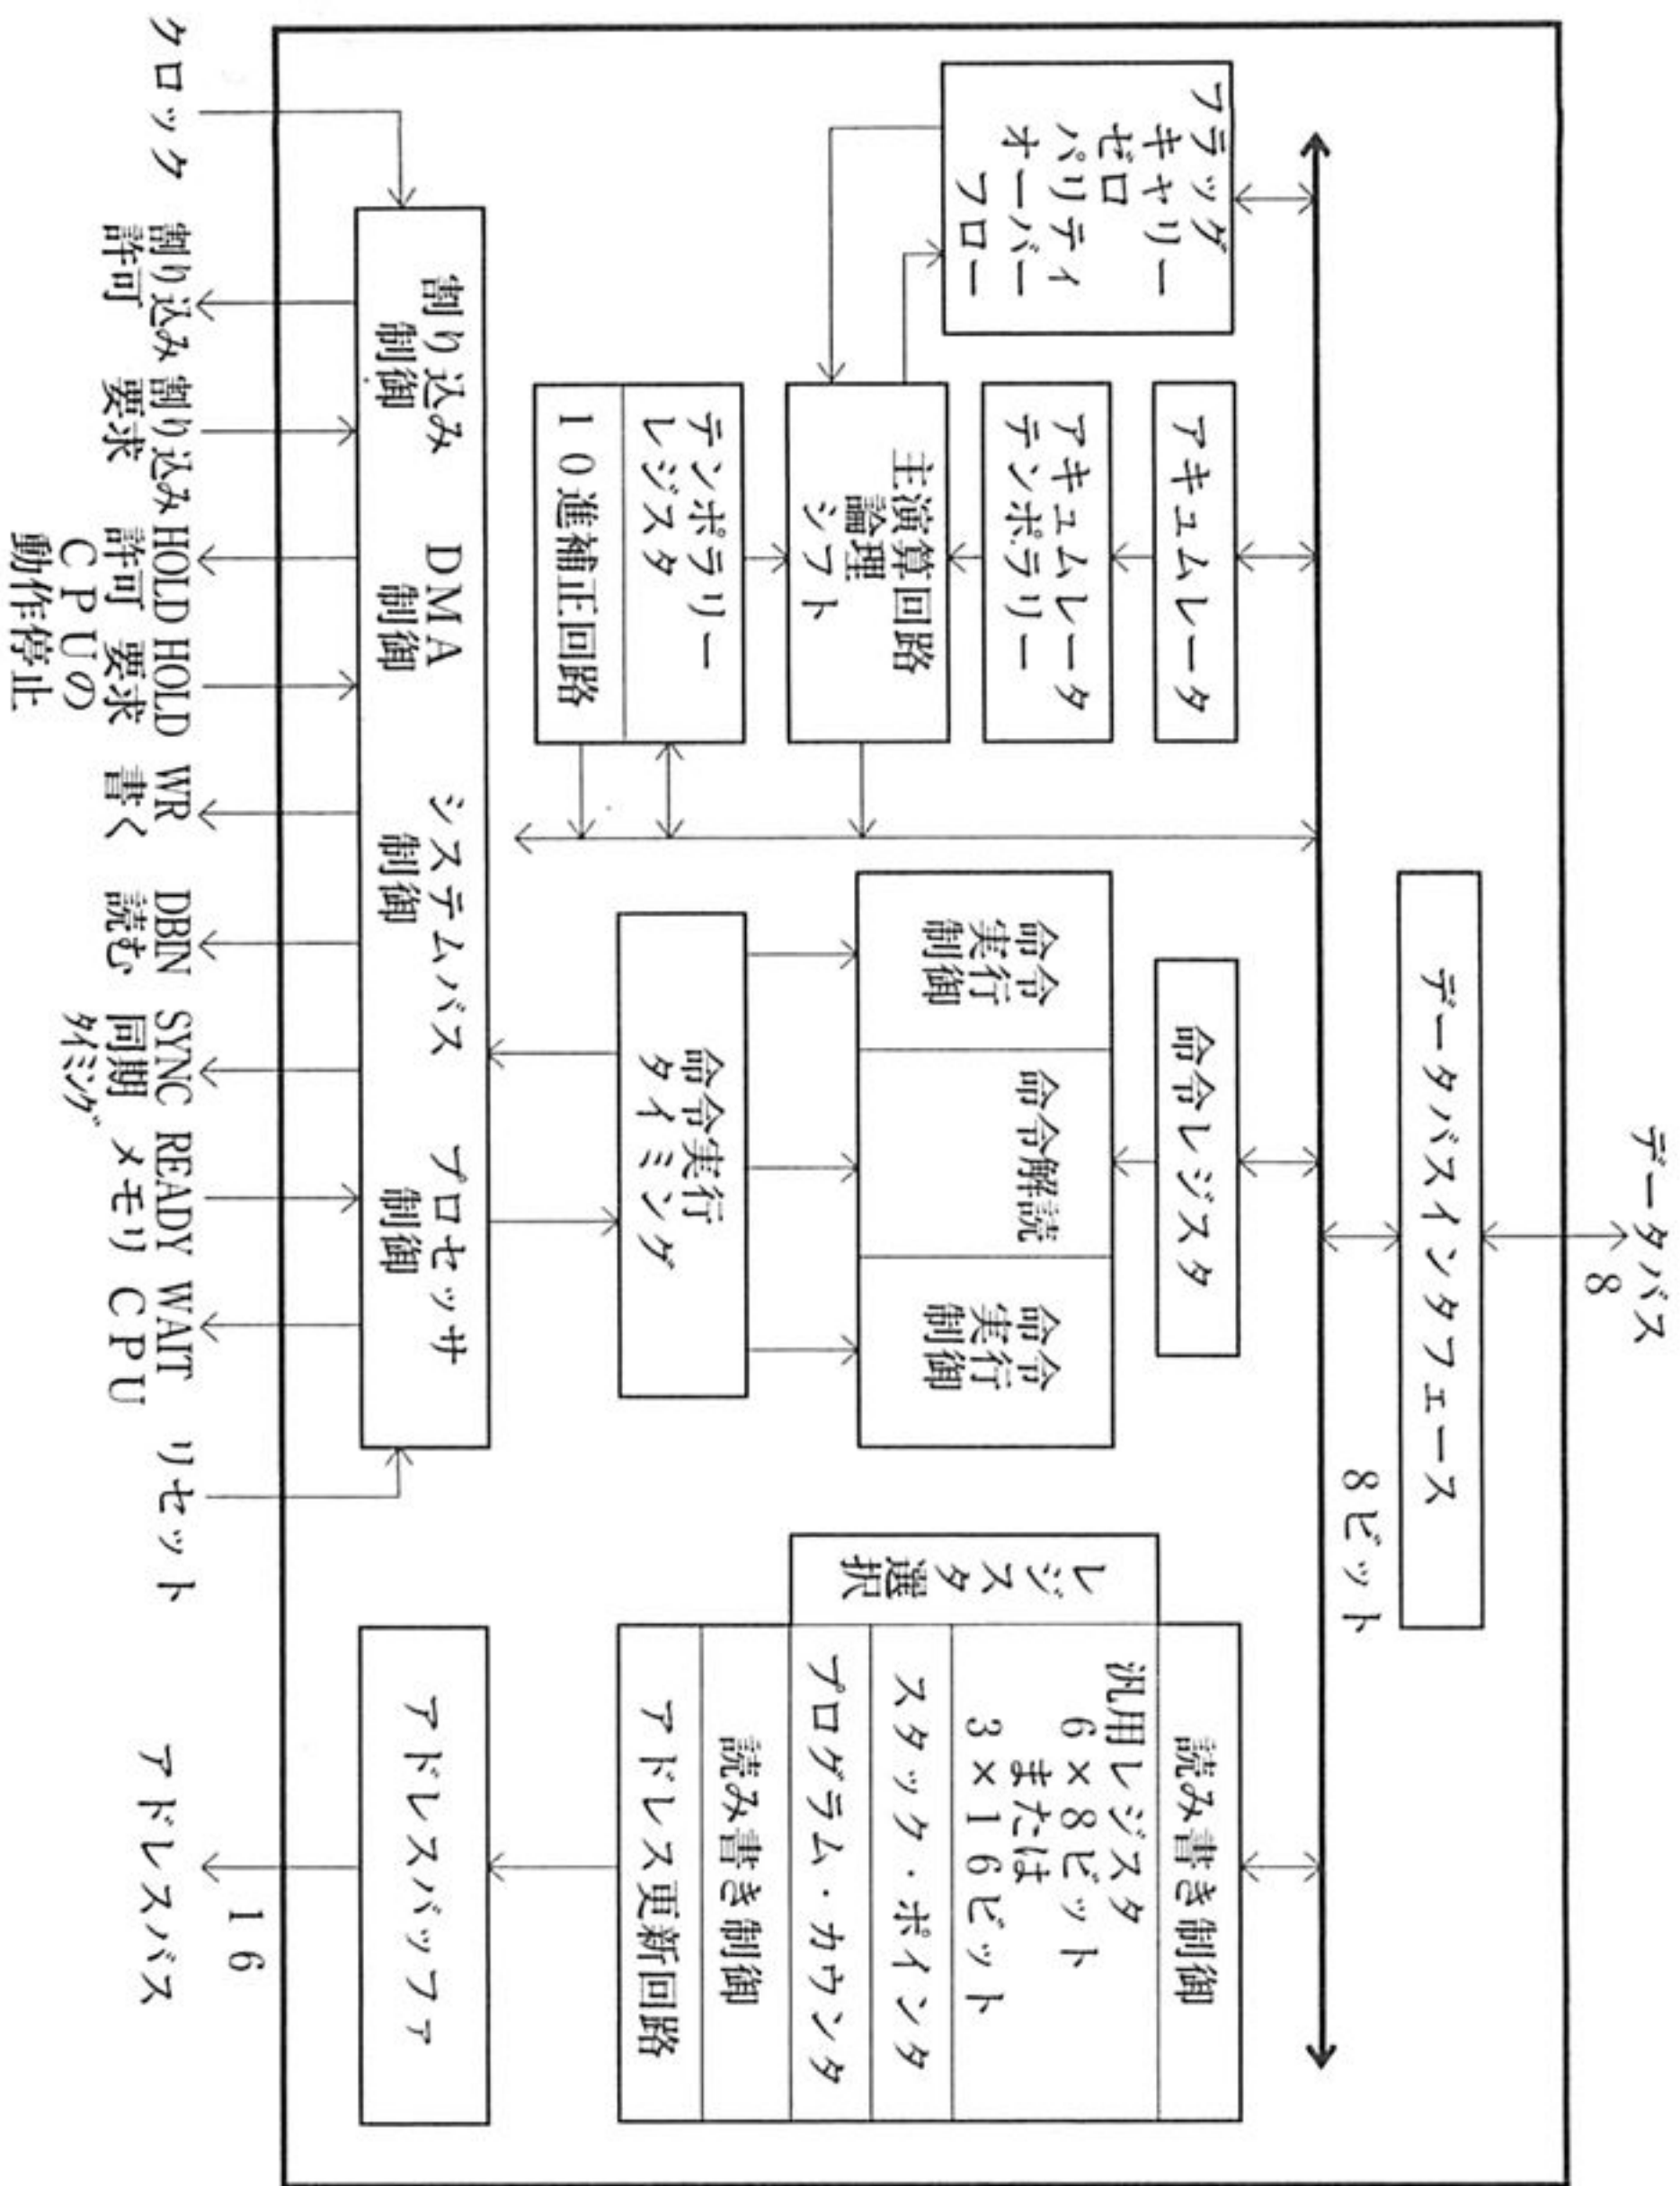 データバス
8
データバスインタフェース
8ビット
フラッグ
キャリー
ゼロ
パリティ
オーバー
フロー
アキュムレータ
アキュムレータ
テンポラリー
主演算回路
論理
シフト
テンポラリー
レジスタ
10進補正回路
命令レジスタ
命令
実行
制御
命令解読
命令
実行
制御
命令実行
タイミング
読み書き制御
レジスタ選択
汎用レジスタ
6×8ビット
または
3×16ビット
スタック・ポインタ
プログラム・カウンタ
読み書き制御
アドレス更新回路
割り込み
制御
DMA
制御
システムバス
制御
プロセッサ
制御
アドレスバッファ
16
クロック
割り込み
許可
割り込み
要求
HOLD
許可
HOLD
要求
CPUの
動作停止
WR
書く
DBIN
読む
SYNC
同期
タイミング
READY
メモリ
WAIT
CPU
リセット
アドレスバス